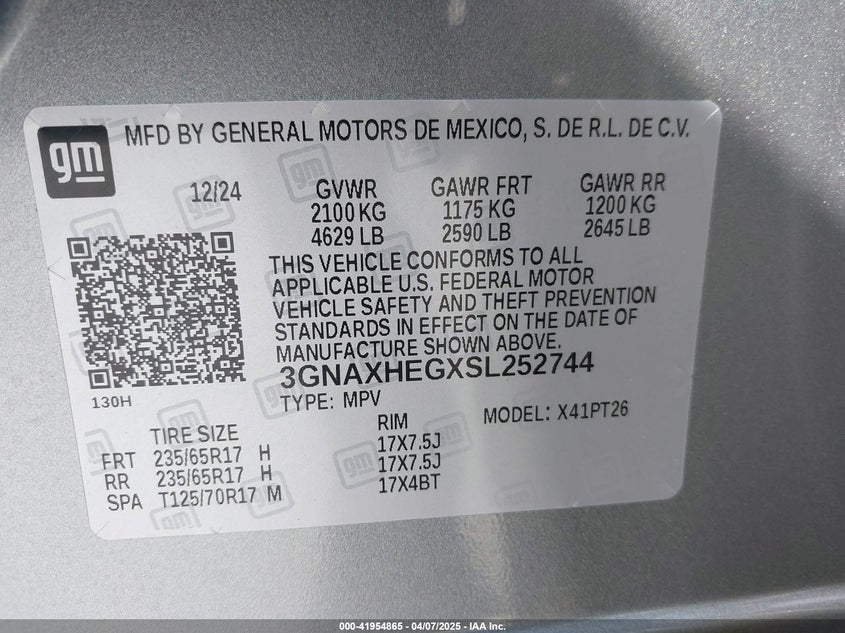 gm
MFD BY GENERAL MOTORS DE MEXICO, S. DE R.L. DE C.V.
12/24 GVWR GAWR FRT GAWR RR
2100 KG 1175 KG 1200 KG
4629 LB 2590 LB 2645 LB
THIS VEHICLE CONFORMS TO ALL
APPLICABLE U.S. FEDERAL MOTOR
VEHICLE SAFETY AND THEFT PREVENTION
STANDARDS IN EFFECT ON THE DATE OF
MANUFACTURE SHOWN ABOVE.
3GNAXHEGXSL252744
130H
TYPE: MPV MODEL: X41PT26
TIRE SIZE RIM
FRT 235/65R17 H 17X7.5J
RR 235/65R17 H 17X7.5J
SPA T125/70R17 M 17X4BT
000-41954865 - 04/07/2025 - IAA Inc.